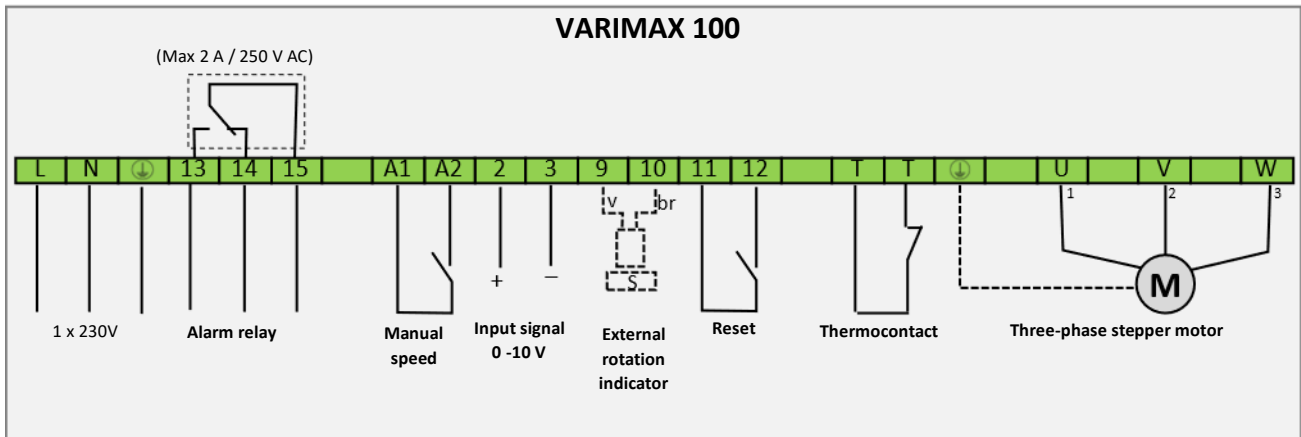 VARIMAX 100
(Max 2 A / 250 V AC)
L N 13 14 15 A1 A2 2 3 9 10 11 12 T T U V W
v br 1 2 3
+ –
S
M
1 x 230V
Alarm relay
Manual
speed
Input signal
0 -10 V
External
rotation
indicator
Reset
Thermocontact
Three-phase stepper motor